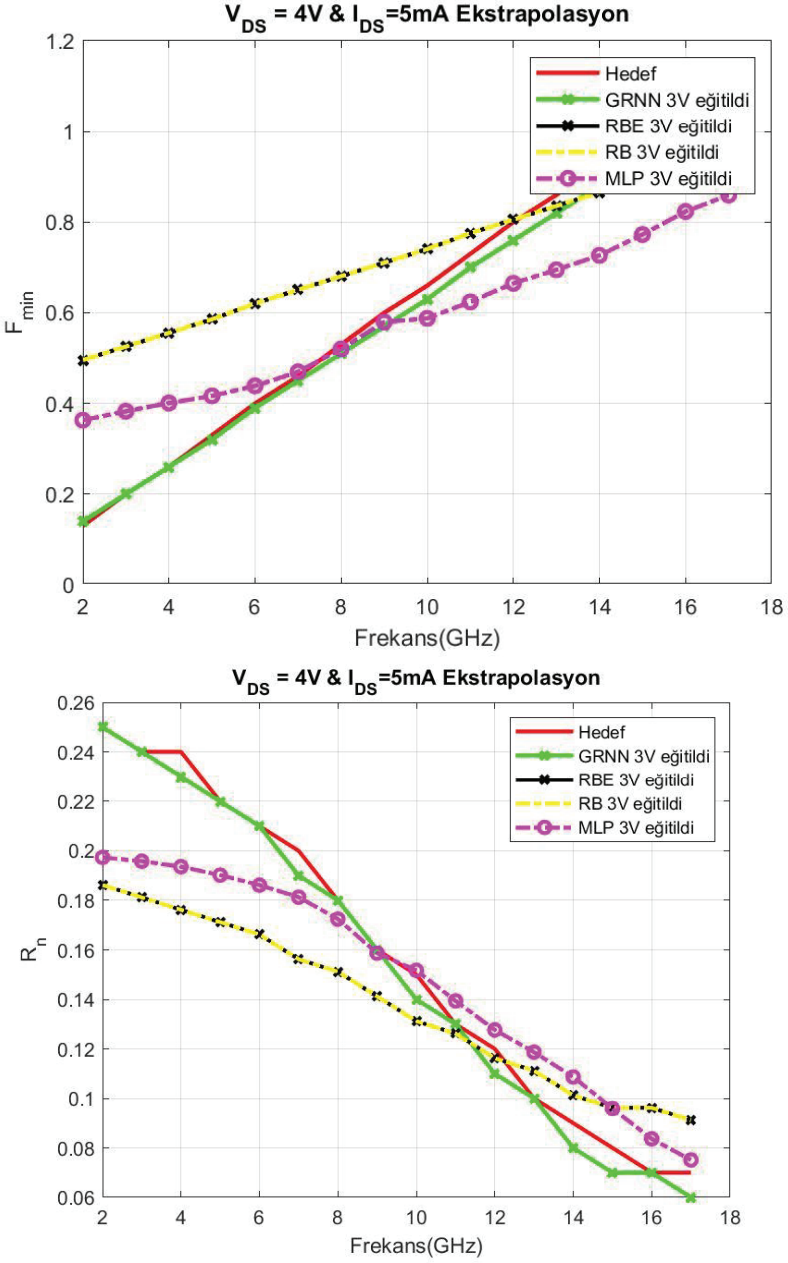 V_DS = 4V & I_DS=5mA Ekstrapolasyon
1.2
1
0.8
0.6
0.4
0.2
0
F_min
Hedef
GRNN 3V eğitildi
RBE 3V eğitildi
RB 3V eğitildi
MLP 3V eğitildi
2 4 6 8 10 12 14 16 18
Frekans(GHz)
V_DS = 4V & I_DS=5mA Ekstrapolasyon
0.26
0.24
0.22
0.2
0.18
0.16
0.14
0.12
0.1
0.08
0.06
R_n
Hedef
GRNN 3V eğitildi
RBE 3V eğitildi
RB 3V eğitildi
MLP 3V eğitildi
2 4 6 8 10 12 14 16 18
Frekans(GHz)